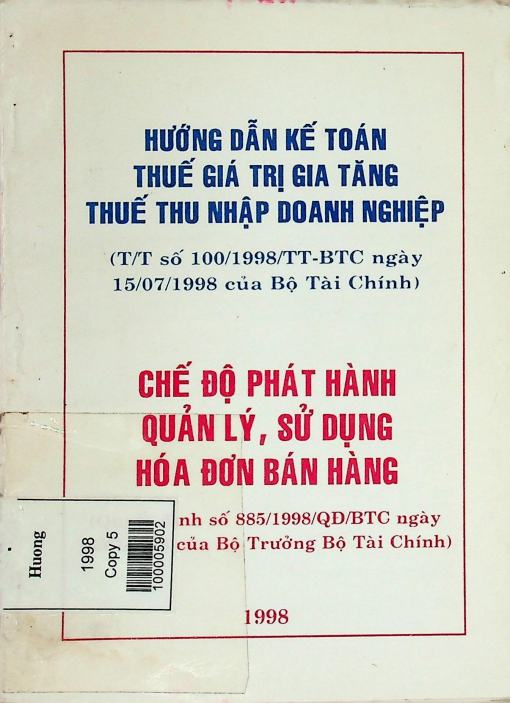 HƯỚNG DẪN KẾ TOÁN
THUẾ GIÁ TRỊ GIA TĂNG
THUẾ THU NHẬP DOANH NGHIỆP
(T/T số 100/1998/TT-BTC ngày
15/07/1998 của Bộ Tài Chính)
CHẾ ĐỘ PHÁT HÀNH
QUẢN LÝ, SỬ DỤNG
HÓA ĐƠN BÁN HÀNG
nh số 885/1998/QĐ/BTC ngày
của Bộ Trưởng Bộ Tài Chính)
Huong
1998
Copy 5
100005902
1998